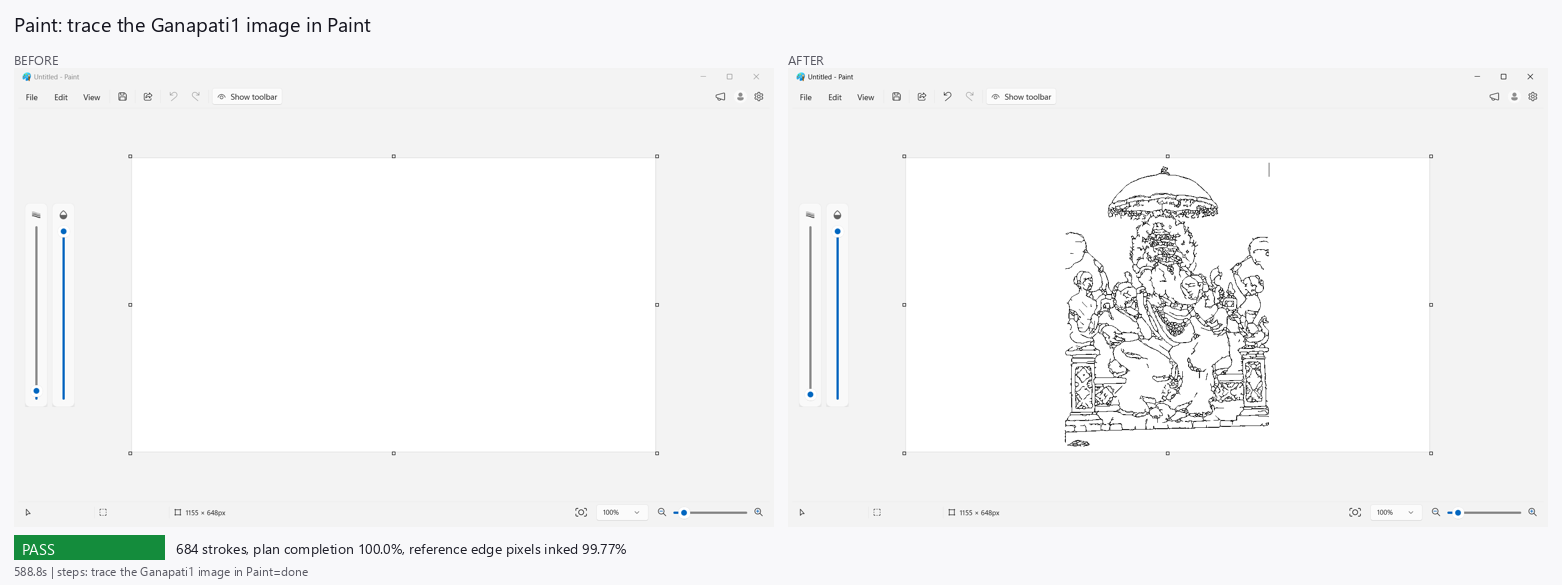 Paint: trace the Ganapati1 image in Paint
BEFORE
Untitled - Paint
File Edit View Show toolbar
1155 × 648px 100%
AFTER
Untitled - Paint
File Edit View Show toolbar
1155 × 648px 100%
PASS 684 strokes, plan completion 100.0%, reference edge pixels inked 99.77%
588.8s | steps: trace the Ganapati1 image in Paint=done